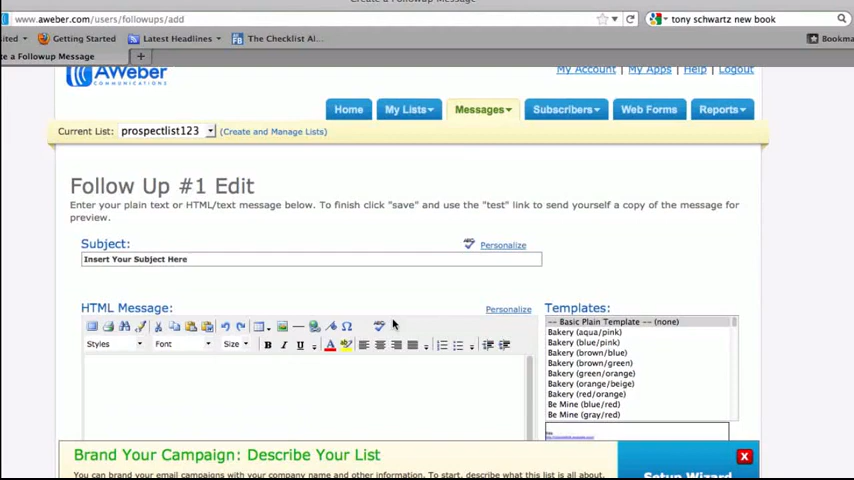 Create a Followup Message
www.aweber.com/users/followups/add
tony schwartz new book
sited
Getting Started
Latest Headlines
The Checklist Al...
Bookma
te a Followup Message
AWeber
COMMUNICATIONS
My Account
My Apps
Help
Logout
Home
My Lists
Messages
Subscribers
Web Forms
Reports
Current List: prospectlist123 (Create and Manage Lists)
Follow Up #1 Edit
Enter your plain text or HTML/text message below. To finish click "save" and use the "test" link to send yourself a copy of the message for
preview.
Subject:
Personalize
Insert Your Subject Here
HTML Message:
Personalize
Templates:
Styles
Font
Size
B I U
-- Basic Plain Template -- (none)
Bakery (aqua/pink)
Bakery (blue/pink)
Bakery (brown/blue)
Bakery (brown/green)
Bakery (green/orange)
Bakery (orange/beige)
Bakery (red/orange)
Be Mine (blue/red)
Be Mine (gray/red)
Brand Your Campaign: Describe Your List
You can brand your email campaigns with your company name and other information. To start, describe what this list is all about.
Setup Wizard